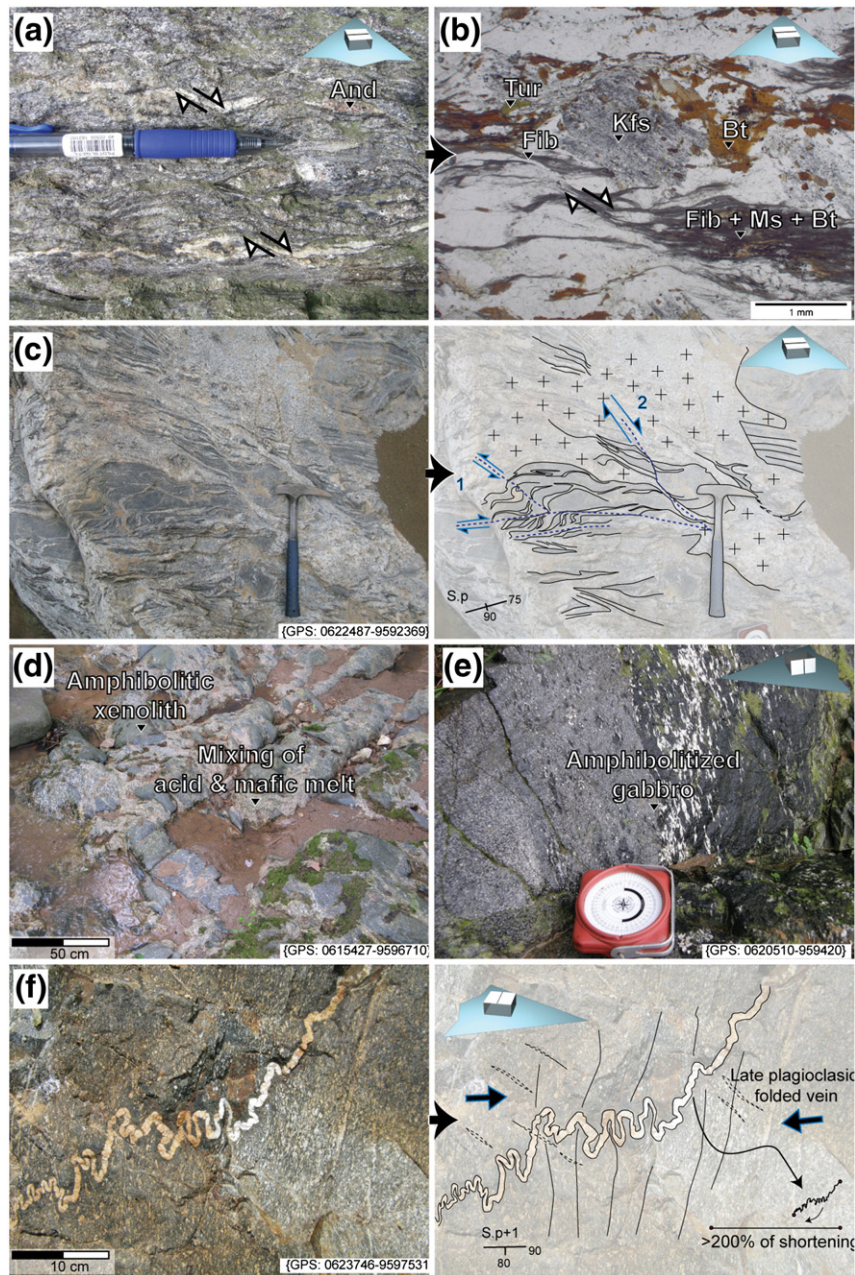 (a)
And
(b)
Tur
Kfs
Fib
Bt
Fib + Ms + Bt
1 mm
(c)
{GPS: 0622487-9592369}
2
1
S.p
75
90
(d)
Amphibolitic
xenolith
Mixing of
acid & mafic melt
50 cm
{GPS: 0615427-9596710}
(e)
Amphibolitized
gabbro
{GPS: 0620510-959420}
(f)
10 cm
{GPS: 0623746-9597531
Late plagioclasic
folded vein
S.p+1
90
80
>200% of shortening